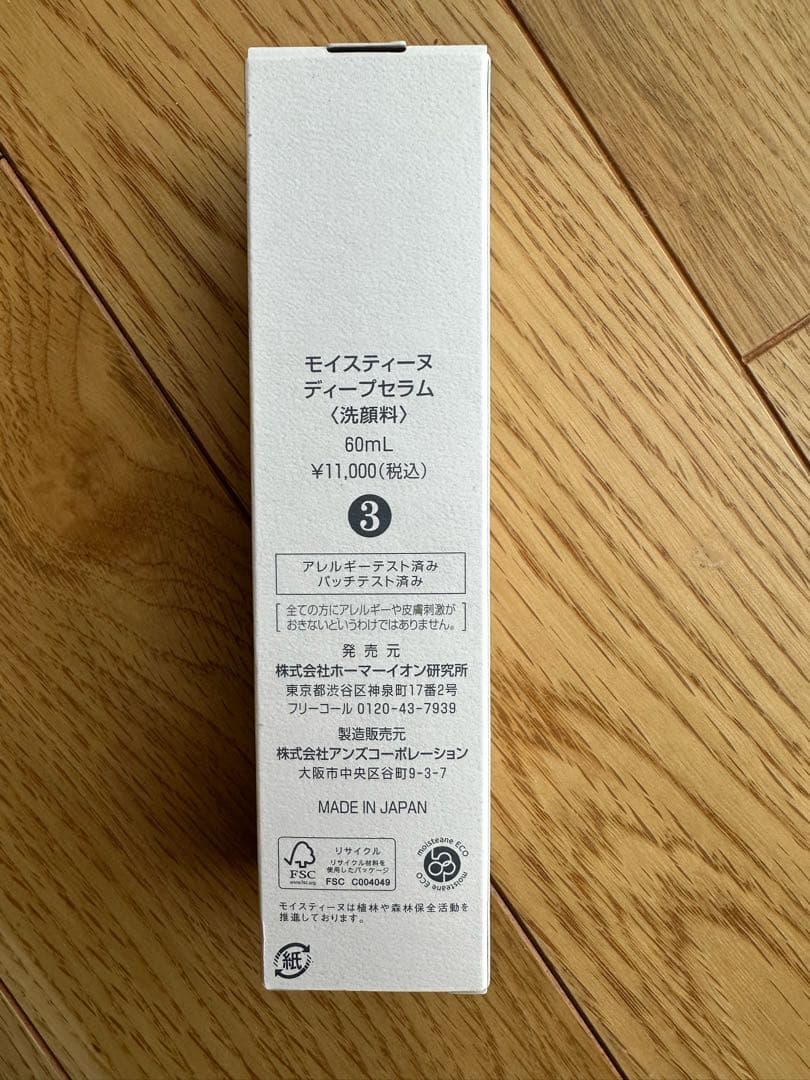 モイスティーヌ
ディープセラム
〈洗顔料〉
60mL
¥11,000(税込)
3
アレルギーテスト済み
パッチテスト済み
[全ての方にアレルギーや皮膚刺激が
おきないというわけではありません。]
発売元
株式会社ホーマーイオン研究所
東京都渋谷区神泉町17番2号
フリーコール 0120-43-7939
製造販売元
株式会社アンズコーポレーション
大阪市中央区谷町9-3-7
MADE IN JAPAN
FSC
www.fsc.org
リサイクル
リサイクル材料を
使用したパッケージ
FSC C004049
moisteane ECO
moisteane ECO
モイスティーヌは植林や森林保全活動を
推進しております。
紙